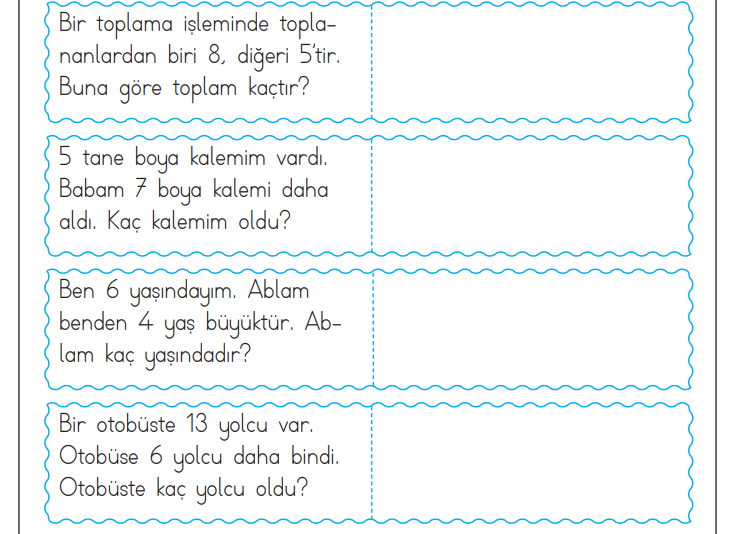 Bir toplama işleminde topla-
nanlardan biri 8, diğeri 5'tir.
Buna göre toplam kaçtır?
5 tane boya kalemim vardı.
Babam 7 boya kalemi daha
aldı. Kaç kalemim oldu?
Ben 6 yaşındayım. Ablam
benden 4 yaş büyüktür. Ab-
lam kaç yaşındadır?
Bir otobüste 13 yolcu var.
Otobüse 6 yolcu daha bindi.
Otobüste kaç yolcu oldu?